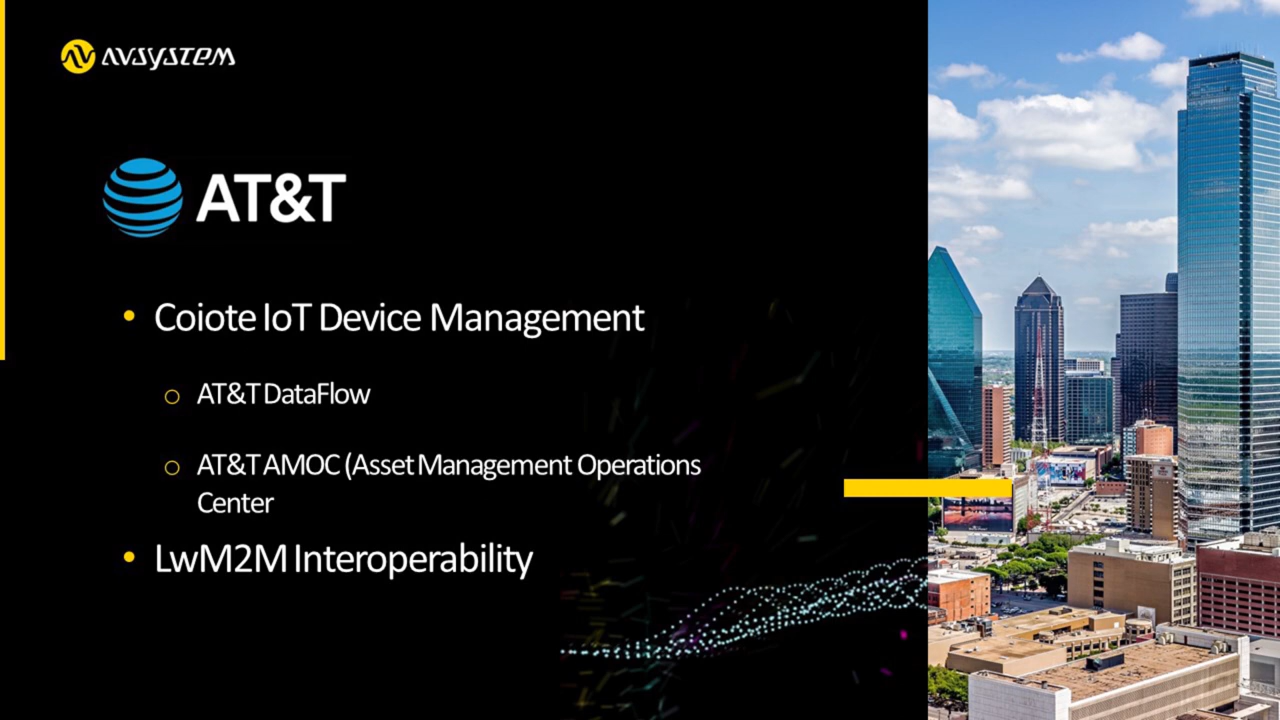 AVSYSTEM
AT&T
• Coiote IoT Device Management
○ AT&T DataFlow
○ AT&T AMOC (Asset Management Operations
Center
• LwM2M Interoperability